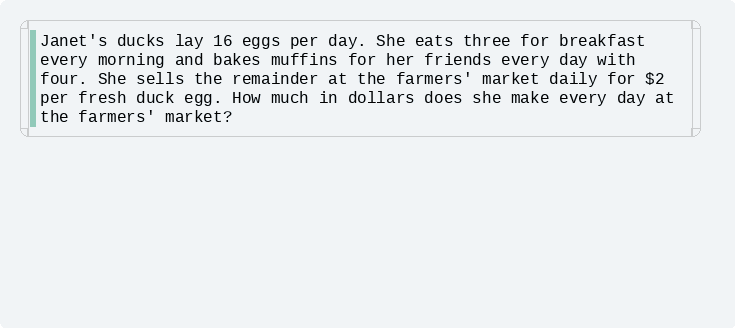 Janet's ducks lay 16 eggs per day. She eats three for breakfast
every morning and bakes muffins for her friends every day with
four. She sells the remainder at the farmers' market daily for $2
per fresh duck egg. How much in dollars does she make every day at
the farmers' market?